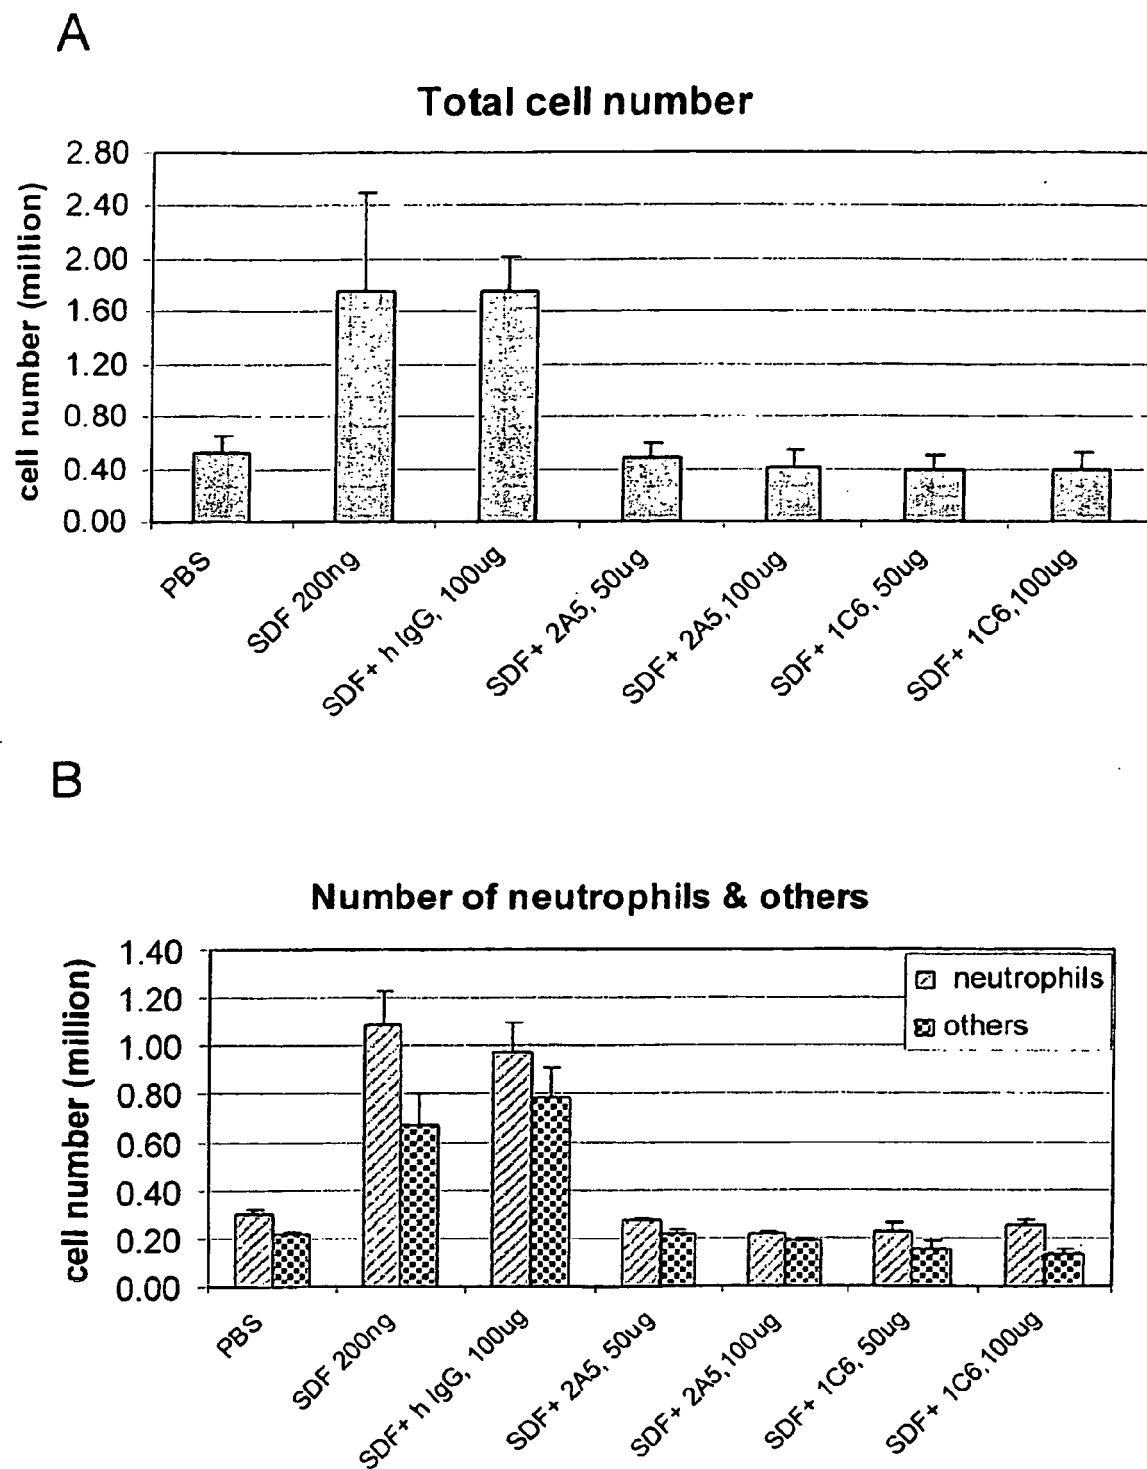 A
Total cell number
2.80
2.40
2.00
1.60
1.20
0.80
0.40
0.00
cell number (million)
PBS
SDF 200ng
SDF+ h IgG, 100ug
SDF+ 2A5, 50ug
SDF+ 2A5,100ug
SDF+ 1C6, 50ug
SDF+ 1C6,100ug
B
Number of neutrophils & others
1.40
1.20
1.00
0.80
0.60
0.40
0.20
0.00
cell number (million)
neutrophils
others
PBS
SDF 200ng
SDF+ h IgG, 100ug
SDF+ 2A5, 50ug
SDF+ 2A5,100ug
SDF+ 1C6, 50ug
SDF+ 1C6,100ug